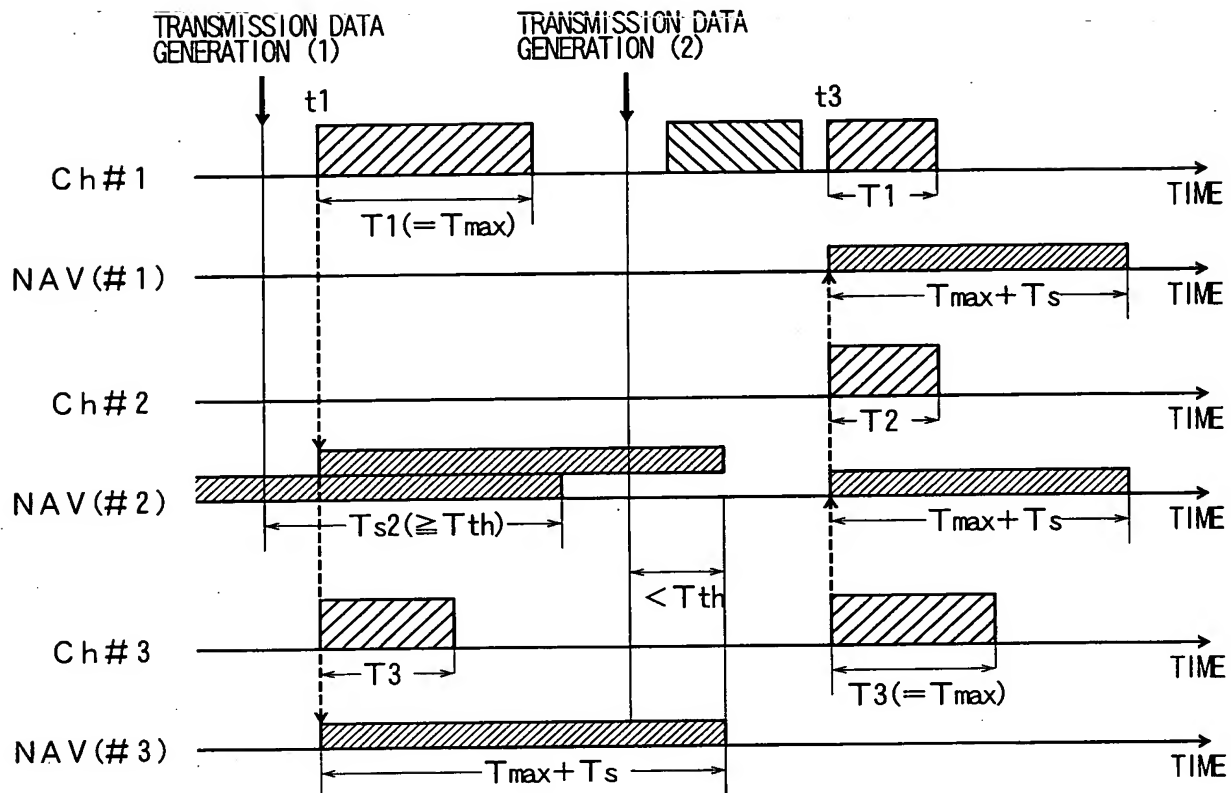 TRANSMISSION DATA
GENERATION (1)
TRANSMISSION DATA
GENERATION (2)
t1
t3
Ch#1
TIME
T1(=Tmax)
T1
NAV(#1)
TIME
Tmax+Ts
Ch#2
TIME
T2
NAV(#2)
TIME
Ts2(≧Tth)
Tmax+Ts
<Tth
Ch#3
TIME
T3
T3(=Tmax)
NAV(#3)
TIME
Tmax+Ts